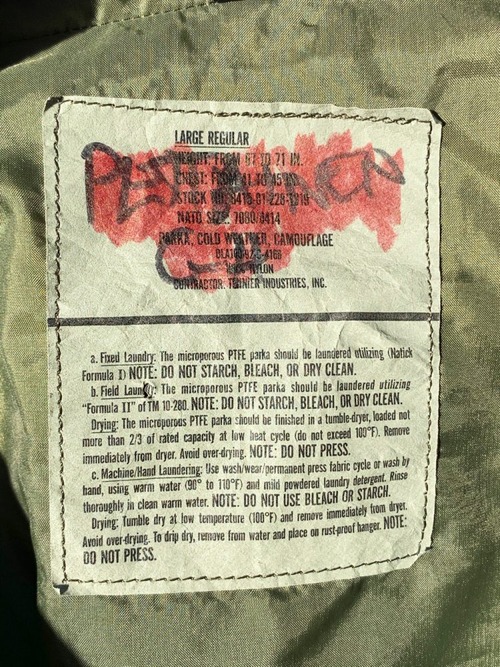 LARGE REGULAR
HEIGHT: FROM 67 TO 71 IN.
CHEST: FROM 41 TO 45 IN.
STOCK NO. 8415-01-228-1319
NATO SIZE: 7080/9414
PARKA, COLD WEATHER, CAMOUFLAGE
NYLON
CONTRACTOR: TENNIER INDUSTRIES, INC.
a. Fixed Laundry: The microporous PTFE parka should be laundered utilizing (Natick
Formula I) NOTE: DO NOT STARCH, BLEACH, OR DRY CLEAN.
b. Field Laundry: The microporous PTFE parka should be laundered utilizing
"Formula II" of TM 10-280. NOTE: DO NOT STARCH, BLEACH, OR DRY CLEAN.
Drying: The microporous PTFE parka should be finished in a tumble-dryer, loaded not
more than 2/3 of rated capacity at low heat cycle (do not exceed 100°F). Remove
immediately from dryer. Avoid over-drying. NOTE: DO NOT PRESS.
c. Machine/Hand Laundering: Use wash/wear/permanent press fabric cycle or wash by
hand, using warm water (90° to 110°F) and mild powdered laundry detergent. Rinse
thoroughly in clean warm water. NOTE: DO NOT USE BLEACH OR STARCH.
Drying: Tumble dry at low temperature (100°F) and remove immediately from dryer.
Avoid over-drying. To drip dry, remove from water and place on rust-proof hanger. NOTE:
DO NOT PRESS.